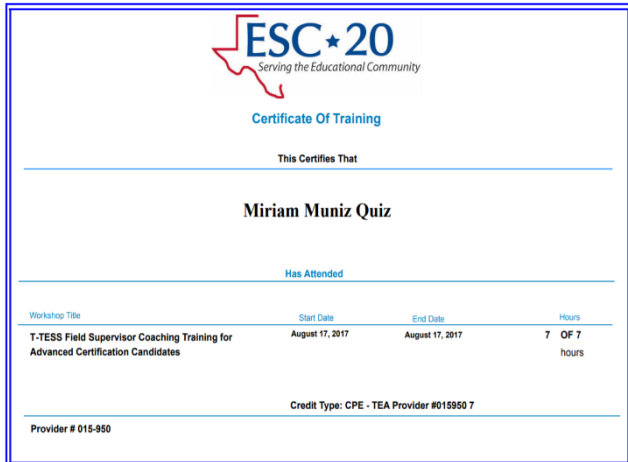 ESC★20
Serving the Educational Community
Certificate Of Training
This Certifies That
Miriam Muniz Quiz
Has Attended
Workshop Title Start Date End Date Hours
T-TESS Field Supervisor Coaching Training for August 17, 2017 August 17, 2017 7 OF 7
Advanced Certification Candidates hours
Credit Type: CPE - TEA Provider #015950 7
Provider # 015-950